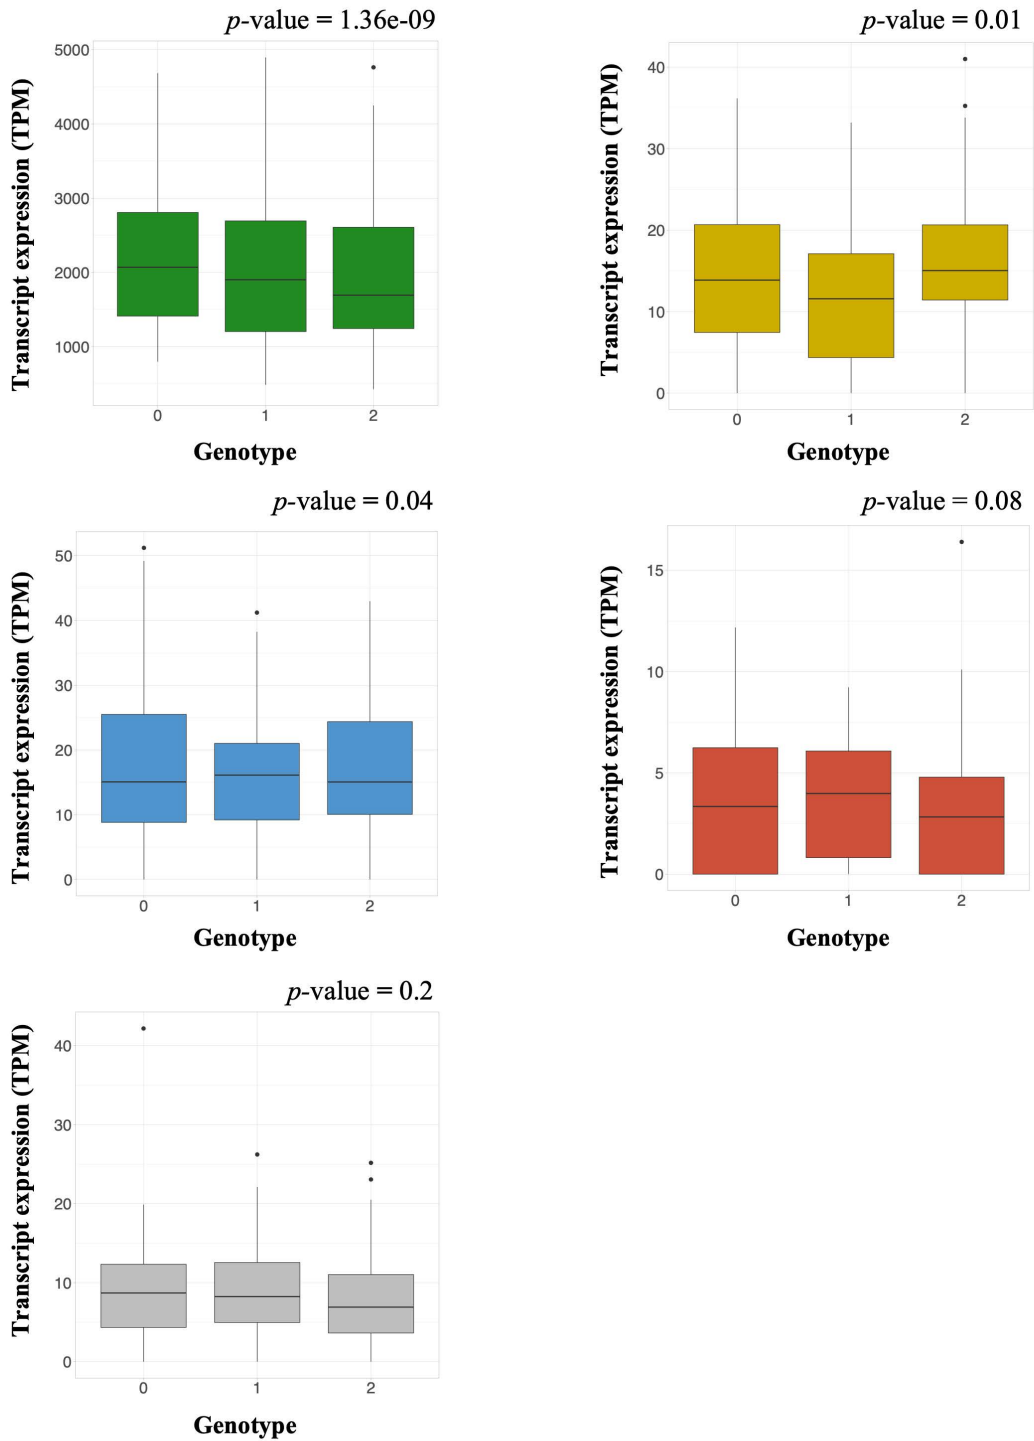 p-value = 1.36e-09
Transcript expression (TPM)
5000
4000
3000
2000
1000
0 1 2
Genotype
p-value = 0.01
Transcript expression (TPM)
40
30
20
10
0
0 1 2
Genotype
p-value = 0.04
Transcript expression (TPM)
50
40
30
20
10
0
0 1 2
Genotype
p-value = 0.08
Transcript expression (TPM)
15
10
5
0
0 1 2
Genotype
p-value = 0.2
Transcript expression (TPM)
40
30
20
10
0
0 1 2
Genotype